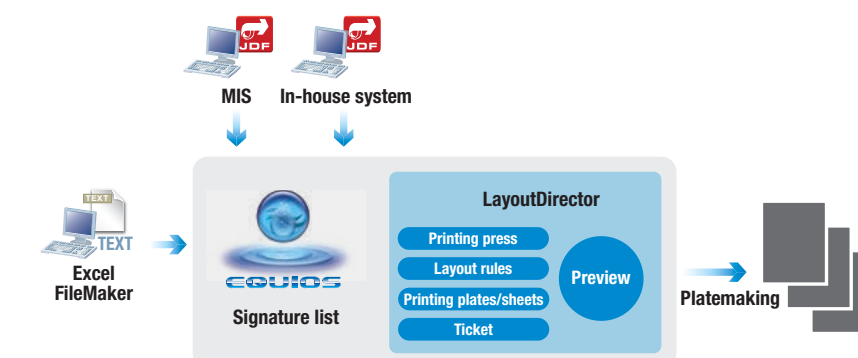 JDF
JDF
MIS
In-house system
TEXT
TEXT
Excel
FileMaker
EQUIOS
Signature list
LayoutDirector
Printing press
Layout rules
Printing plates/sheets
Ticket
Preview
Platemaking